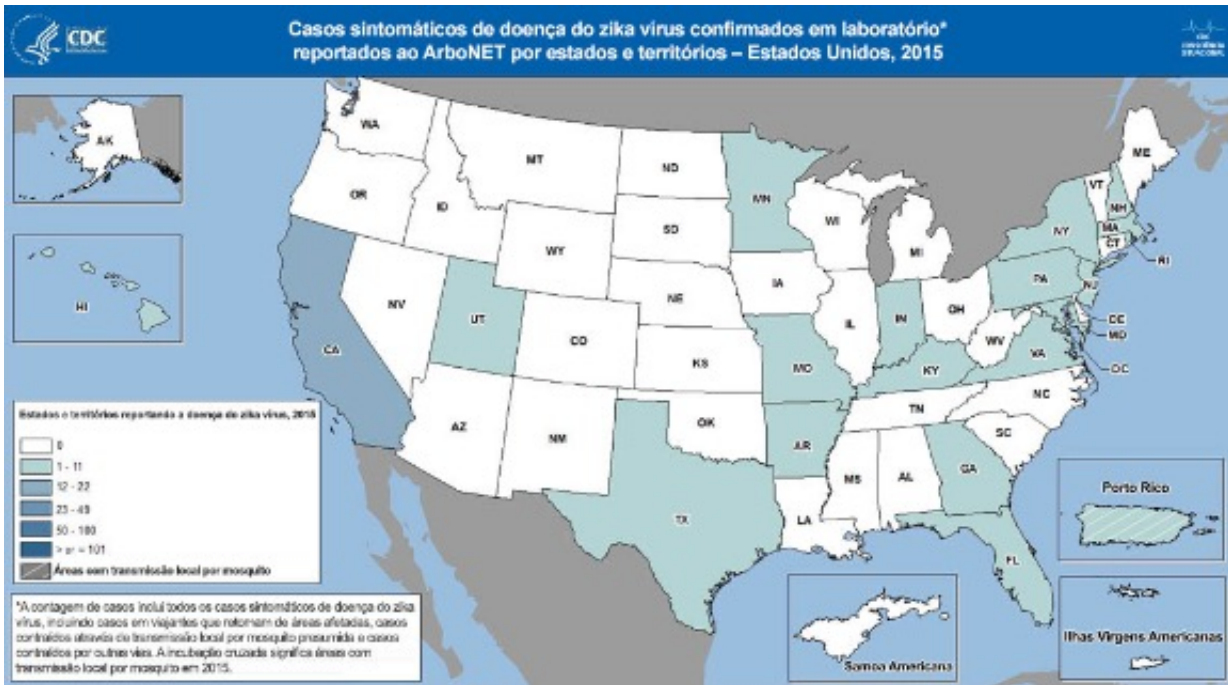 CDC
Casos sintomáticos de doença do zika vírus confirmados em laboratório*
reportados ao ArboNET por estados e territórios – Estados Unidos, 2015
CDC
AK
HI
WA
OR
CA
ID
NV
MT
WY
UT
AZ
CO
NM
ND
SD
NE
KS
OK
TX
MN
IA
MO
AR
LA
WI
IL
MS
MI
IN
KY
TN
AL
OH
WV
GA
FL
SC
NC
VA
PA
NY
VT
NH
ME
MA
CT
RI
NJ
DE
MD
DC
Estados e territórios reportando a doença do zika vírus, 2015
0
1 - 11
12 - 22
23 - 49
50 - 100
> or = 101
Áreas com transmissão local por mosquito
*A contagem de casos inclui todos os casos sintomáticos de doença do zika
vírus, incluindo casos em viajantes que retornam de áreas afetadas, casos
contraídos através de transmissão local por mosquito presumida e casos
contraídos por outras vias. A incubação cruzada significa áreas com
transmissão local por mosquito em 2015.
Samoa Americana
Porto Rico
Ilhas Virgens Americanas